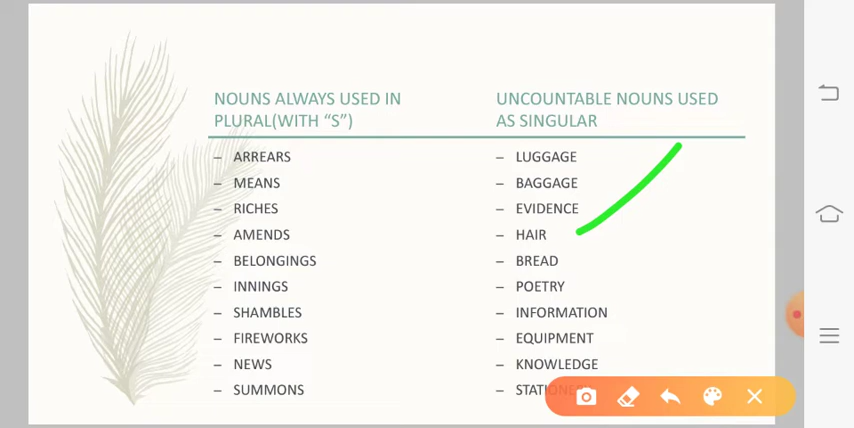 NOUNS ALWAYS USED IN
PLURAL(WITH “S”)
– ARREARS
– MEANS
– RICHES
– AMENDS
– BELONGINGS
– INNINGS
– SHAMBLES
– FIREWORKS
– NEWS
– SUMMONS
UNCOUNTABLE NOUNS USED
AS SINGULAR
– LUGGAGE
– BAGGAGE
– EVIDENCE
– HAIR
– BREAD
– POETRY
– INFORMATION
– EQUIPMENT
– KNOWLEDGE
–